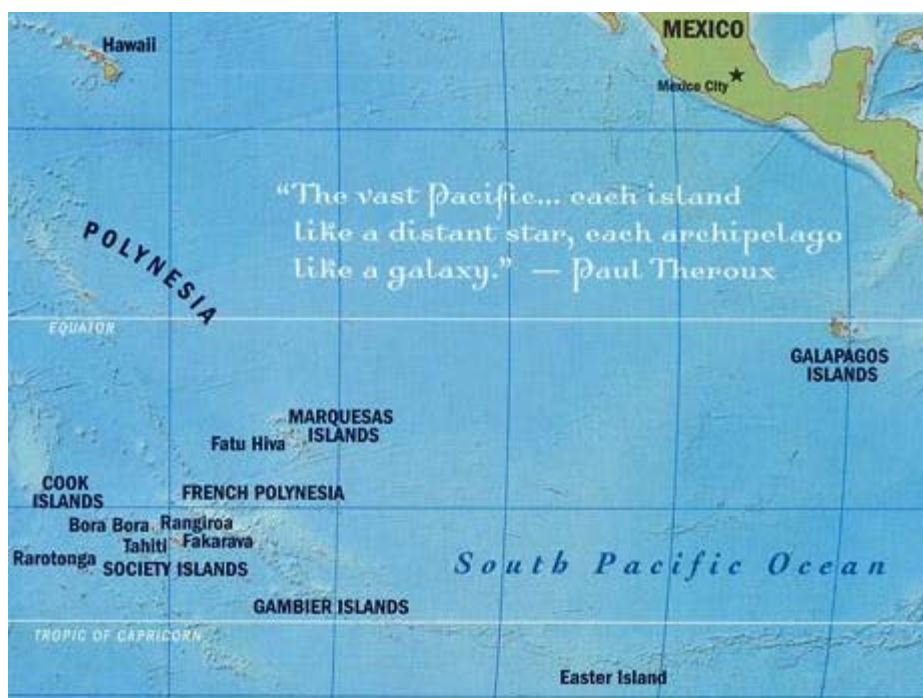 Hawaii
MEXICO
Mexico City
“The vast Pacific... each island
like a distant star, each archipelago
like a galaxy.” — Paul Theroux
POLYNESIA
EQUATOR
GALAPAGOS
ISLANDS
MARQUESAS
ISLANDS
Fatu Hiva
COOK
ISLANDS
FRENCH POLYNESIA
Bora Bora
Rangiroa
Tahiti
Fakarava
Rarotonga
SOCIETY ISLANDS
South Pacific Ocean
GAMBIER ISLANDS
TROPIC OF CAPRICORN
Easter Island